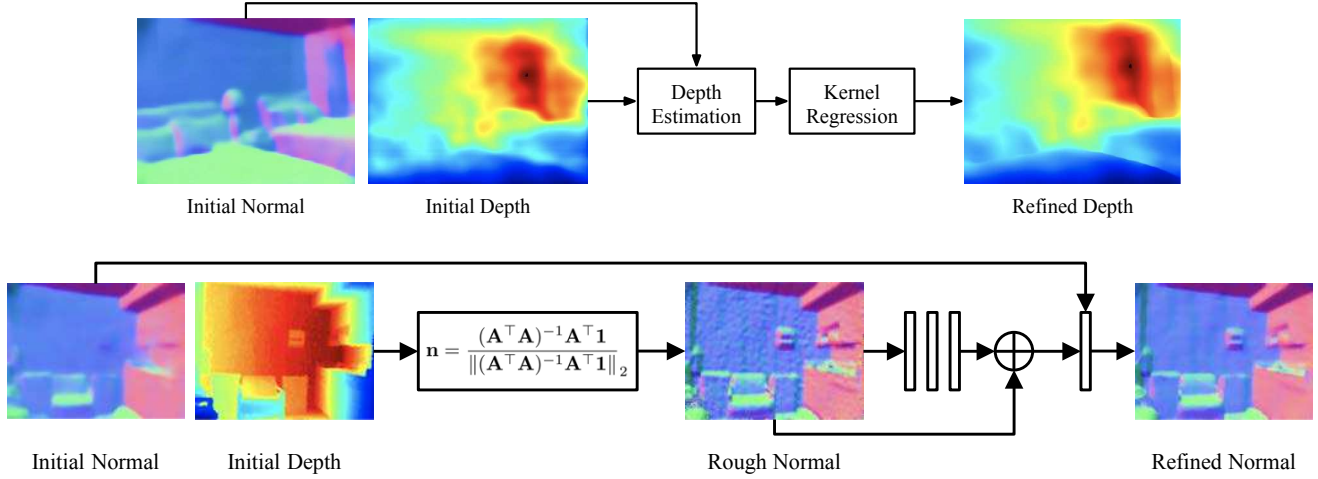 Depth
Estimation
Kernel
Regression
Initial Normal
Initial Depth
Refined Depth
n = (A⊤A)−1A⊤1 / ‖(A⊤A)−1A⊤1‖2
Initial Normal
Initial Depth
Rough Normal
Refined Normal